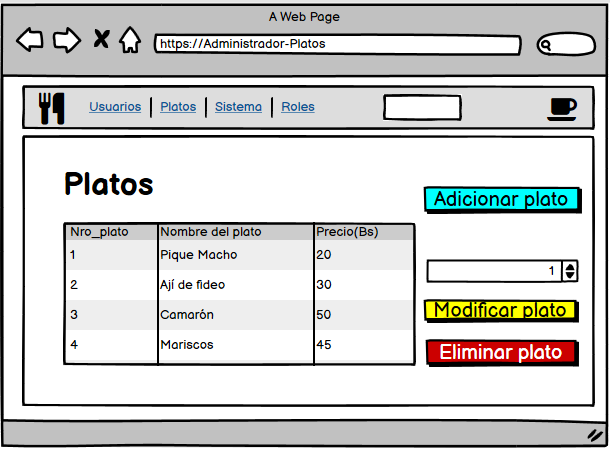 A Web Page
https://Administrador-Platos
Usuarios Platos Sistema Roles
Platos
Adicionar plato
Nro_plato Nombre del plato Precio(Bs)
1 Pique Macho 20
2 Ají de fideo 30
3 Camarón 50
4 Mariscos 45
1
Modificar plato
Eliminar plato